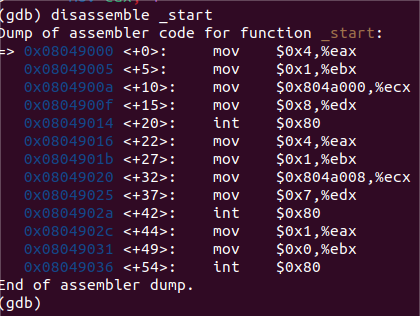 (gdb) disassemble _start
Dump of assembler code for function _start:
=> 0x08049000 <+0>: mov $0x4,%eax
0x08049005 <+5>: mov $0x1,%ebx
0x0804900a <+10>: mov $0x804a000,%ecx
0x0804900f <+15>: mov $0x8,%edx
0x08049014 <+20>: int $0x80
0x08049016 <+22>: mov $0x4,%eax
0x0804901b <+27>: mov $0x1,%ebx
0x08049020 <+32>: mov $0x804a008,%ecx
0x08049025 <+37>: mov $0x7,%edx
0x0804902a <+42>: int $0x80
0x0804902c <+44>: mov $0x1,%eax
0x08049031 <+49>: mov $0x0,%ebx
0x08049036 <+54>: int $0x80
End of assembler dump.
(gdb)